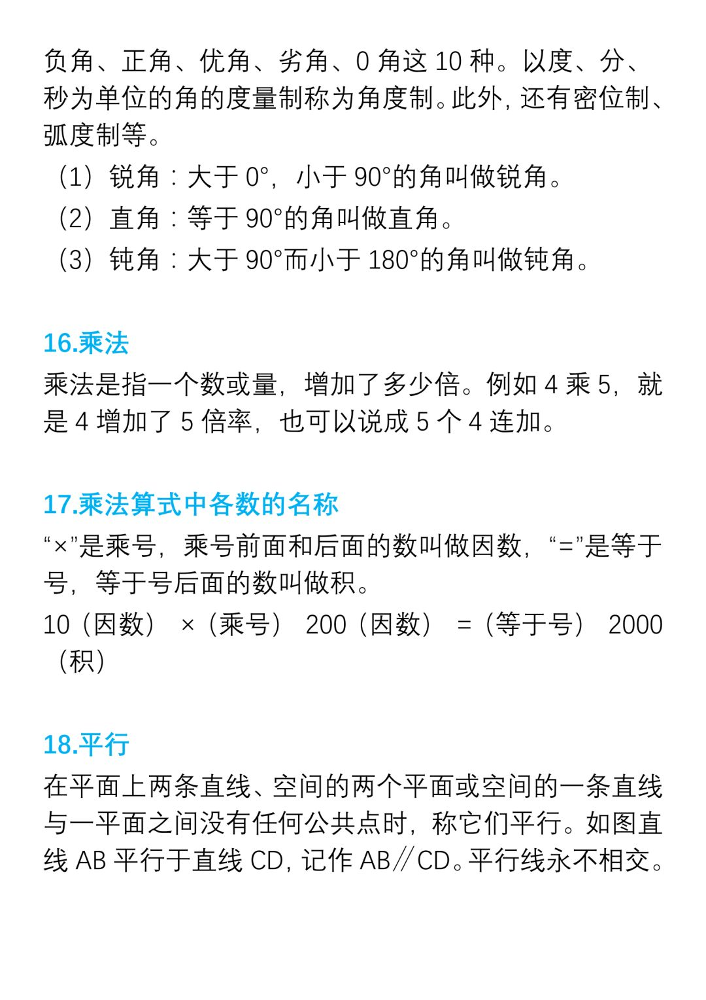 负角、正角、优角、劣角、0 角这 10 种。以度、分、
秒为单位的角的度量制称为角度制。此外，还有密位制、
弧度制等。
（1）锐角：大于 0°，小于 90°的角叫做锐角。
（2）直角：等于 90°的角叫做直角。
（3）钝角：大于 90°而小于 180°的角叫做钝角。
16.乘法
乘法是指一个数或量，增加了多少倍。例如 4 乘 5，就
是 4 增加了 5 倍率，也可以说成 5 个 4 连加。
17.乘法算式中各数的名称
“×”是乘号，乘号前面和后面的数叫做因数，“=”是等于
号，等于号后面的数叫做积。
10（因数） ×（乘号） 200（因数） =（等于号） 2000
（积）
18.平行
在平面上两条直线、空间的两个平面或空间的一条直线
与一平面之间没有任何公共点时，称它们平行。如图直
线 AB 平行于直线 CD，记作 AB∥CD。平行线永不相交。